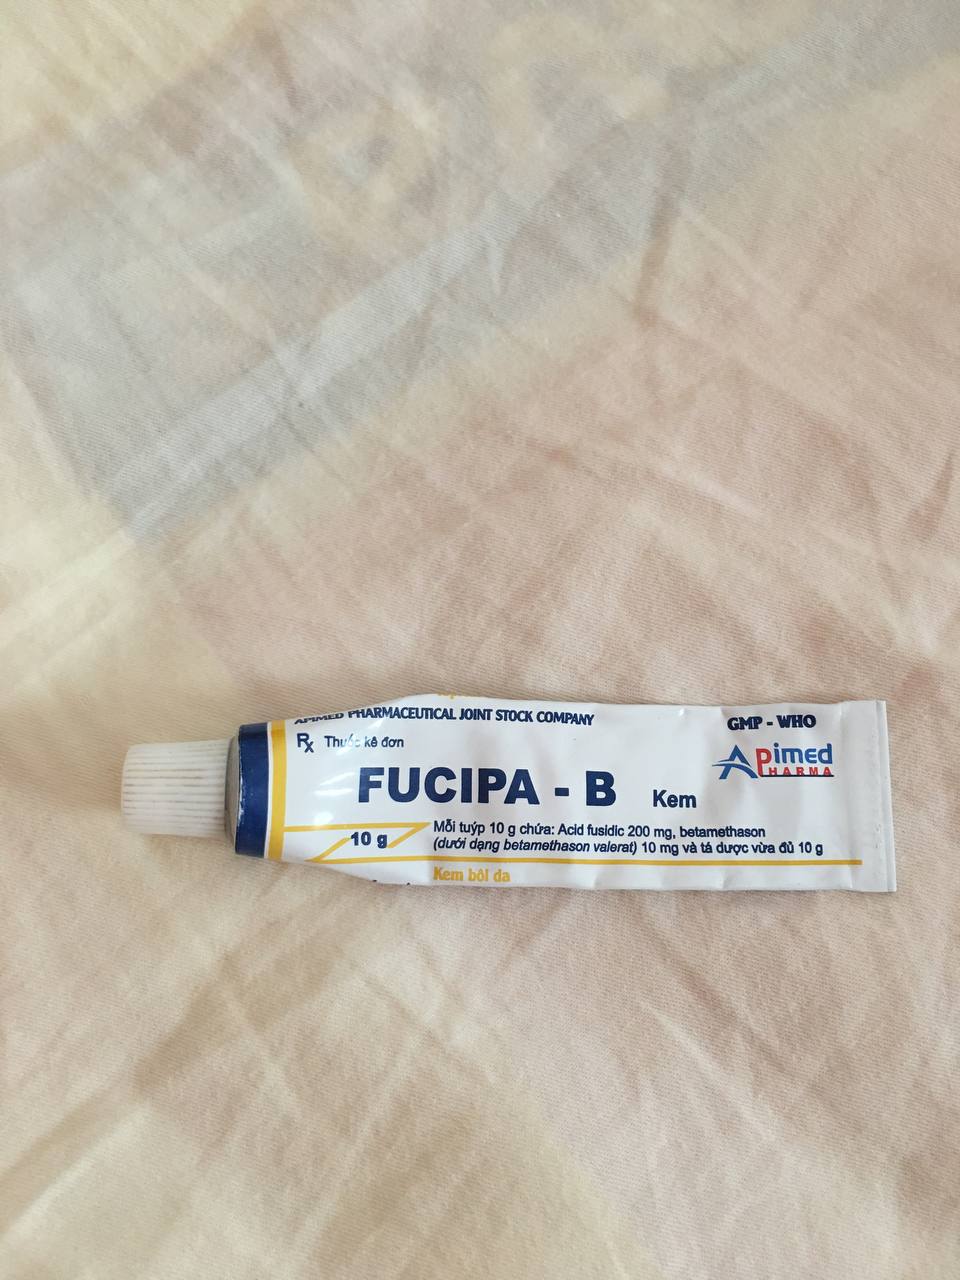 APIMED PHARMACEUTICAL JOINT STOCK COMPANY
GMP - WHO
Rx Thuốc kê đơn
Apimed
PHARMA
FUCIPA - B Kem
10 g
Mỗi tuýp 10 g chứa: Acid fusidic 200 mg, betamethason
(dưới dạng betamethason valerat) 10 mg và tá dược vừa đủ 10 g
Kem bôi da